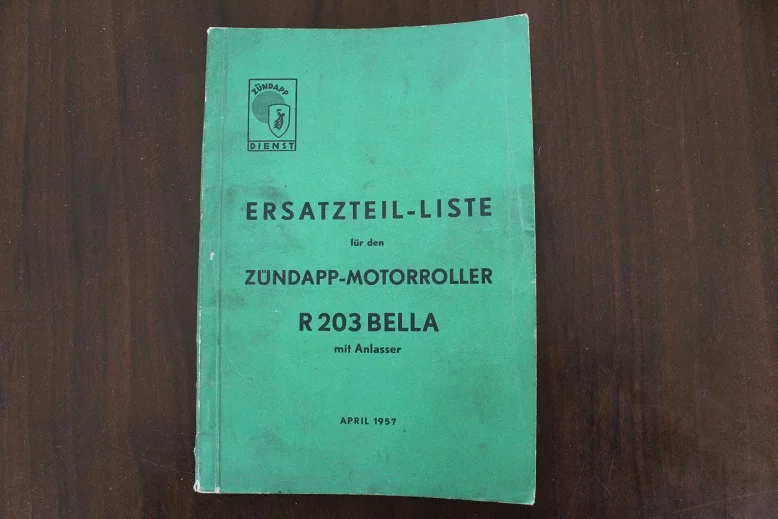 ZÜNDAPP
DIENST
ERSATZTEIL-LISTE
für den
ZÜNDAPP-MOTORROLLER
R 203 BELLA
mit Anlasser
APRIL 1957